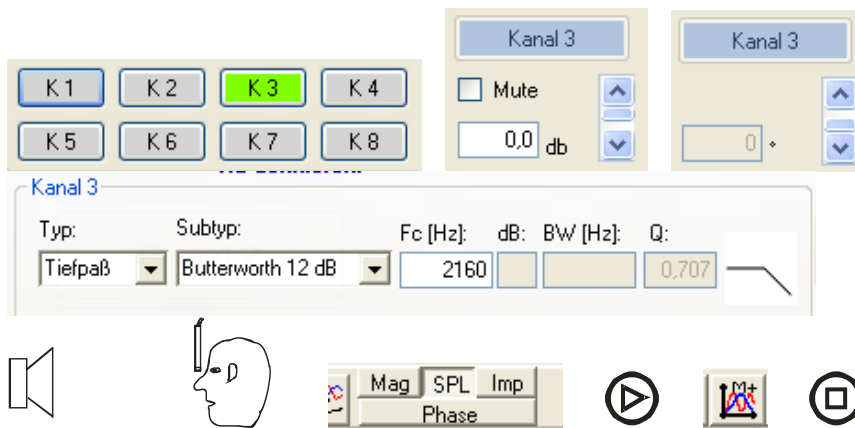 Kanal 3
Kanal 3
K 1 K 2 K 3 K 4
Mute
K 5 K 6 K 7 K 8
0,0 db
0 °
Kanal 3
Typ: Subtyp: Fc [Hz]: dB: BW [Hz]: Q:
Tiefpaß Butterworth 12 dB 2160 0,707
Mag SPL Imp
Phase
M+